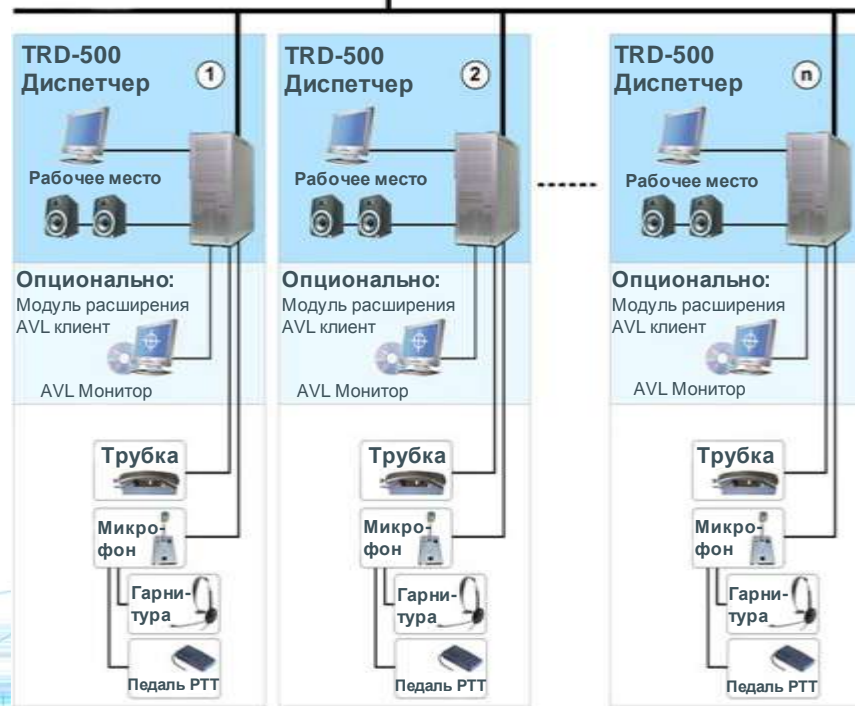 TRD-500
Диспетчер
1
Рабочее место
Опционально:
Модуль расширения
AVL клиент
AVL Монитор
Трубка
Микро-
фон
Гарни-
тура
Педаль PTT
TRD-500
Диспетчер
2
Рабочее место
Опционально:
Модуль расширения
AVL клиент
AVL Монитор
Трубка
Микро-
фон
Гарни-
тура
Педаль PTT
TRD-500
Диспетчер
n
Рабочее место
Опционально:
Модуль расширения
AVL клиент
AVL Монитор
Трубка
Микро-
фон
Гарни-
тура
Педаль PTT